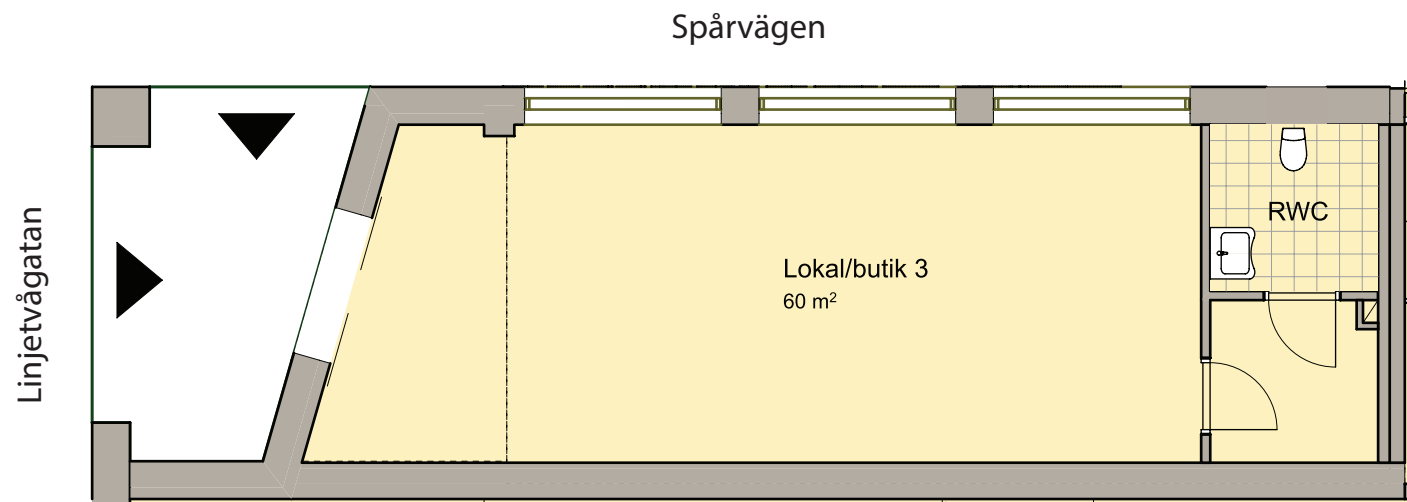 Spårvägen
Linjetvågatan
Lokal/butik 3
60 m²
RWC